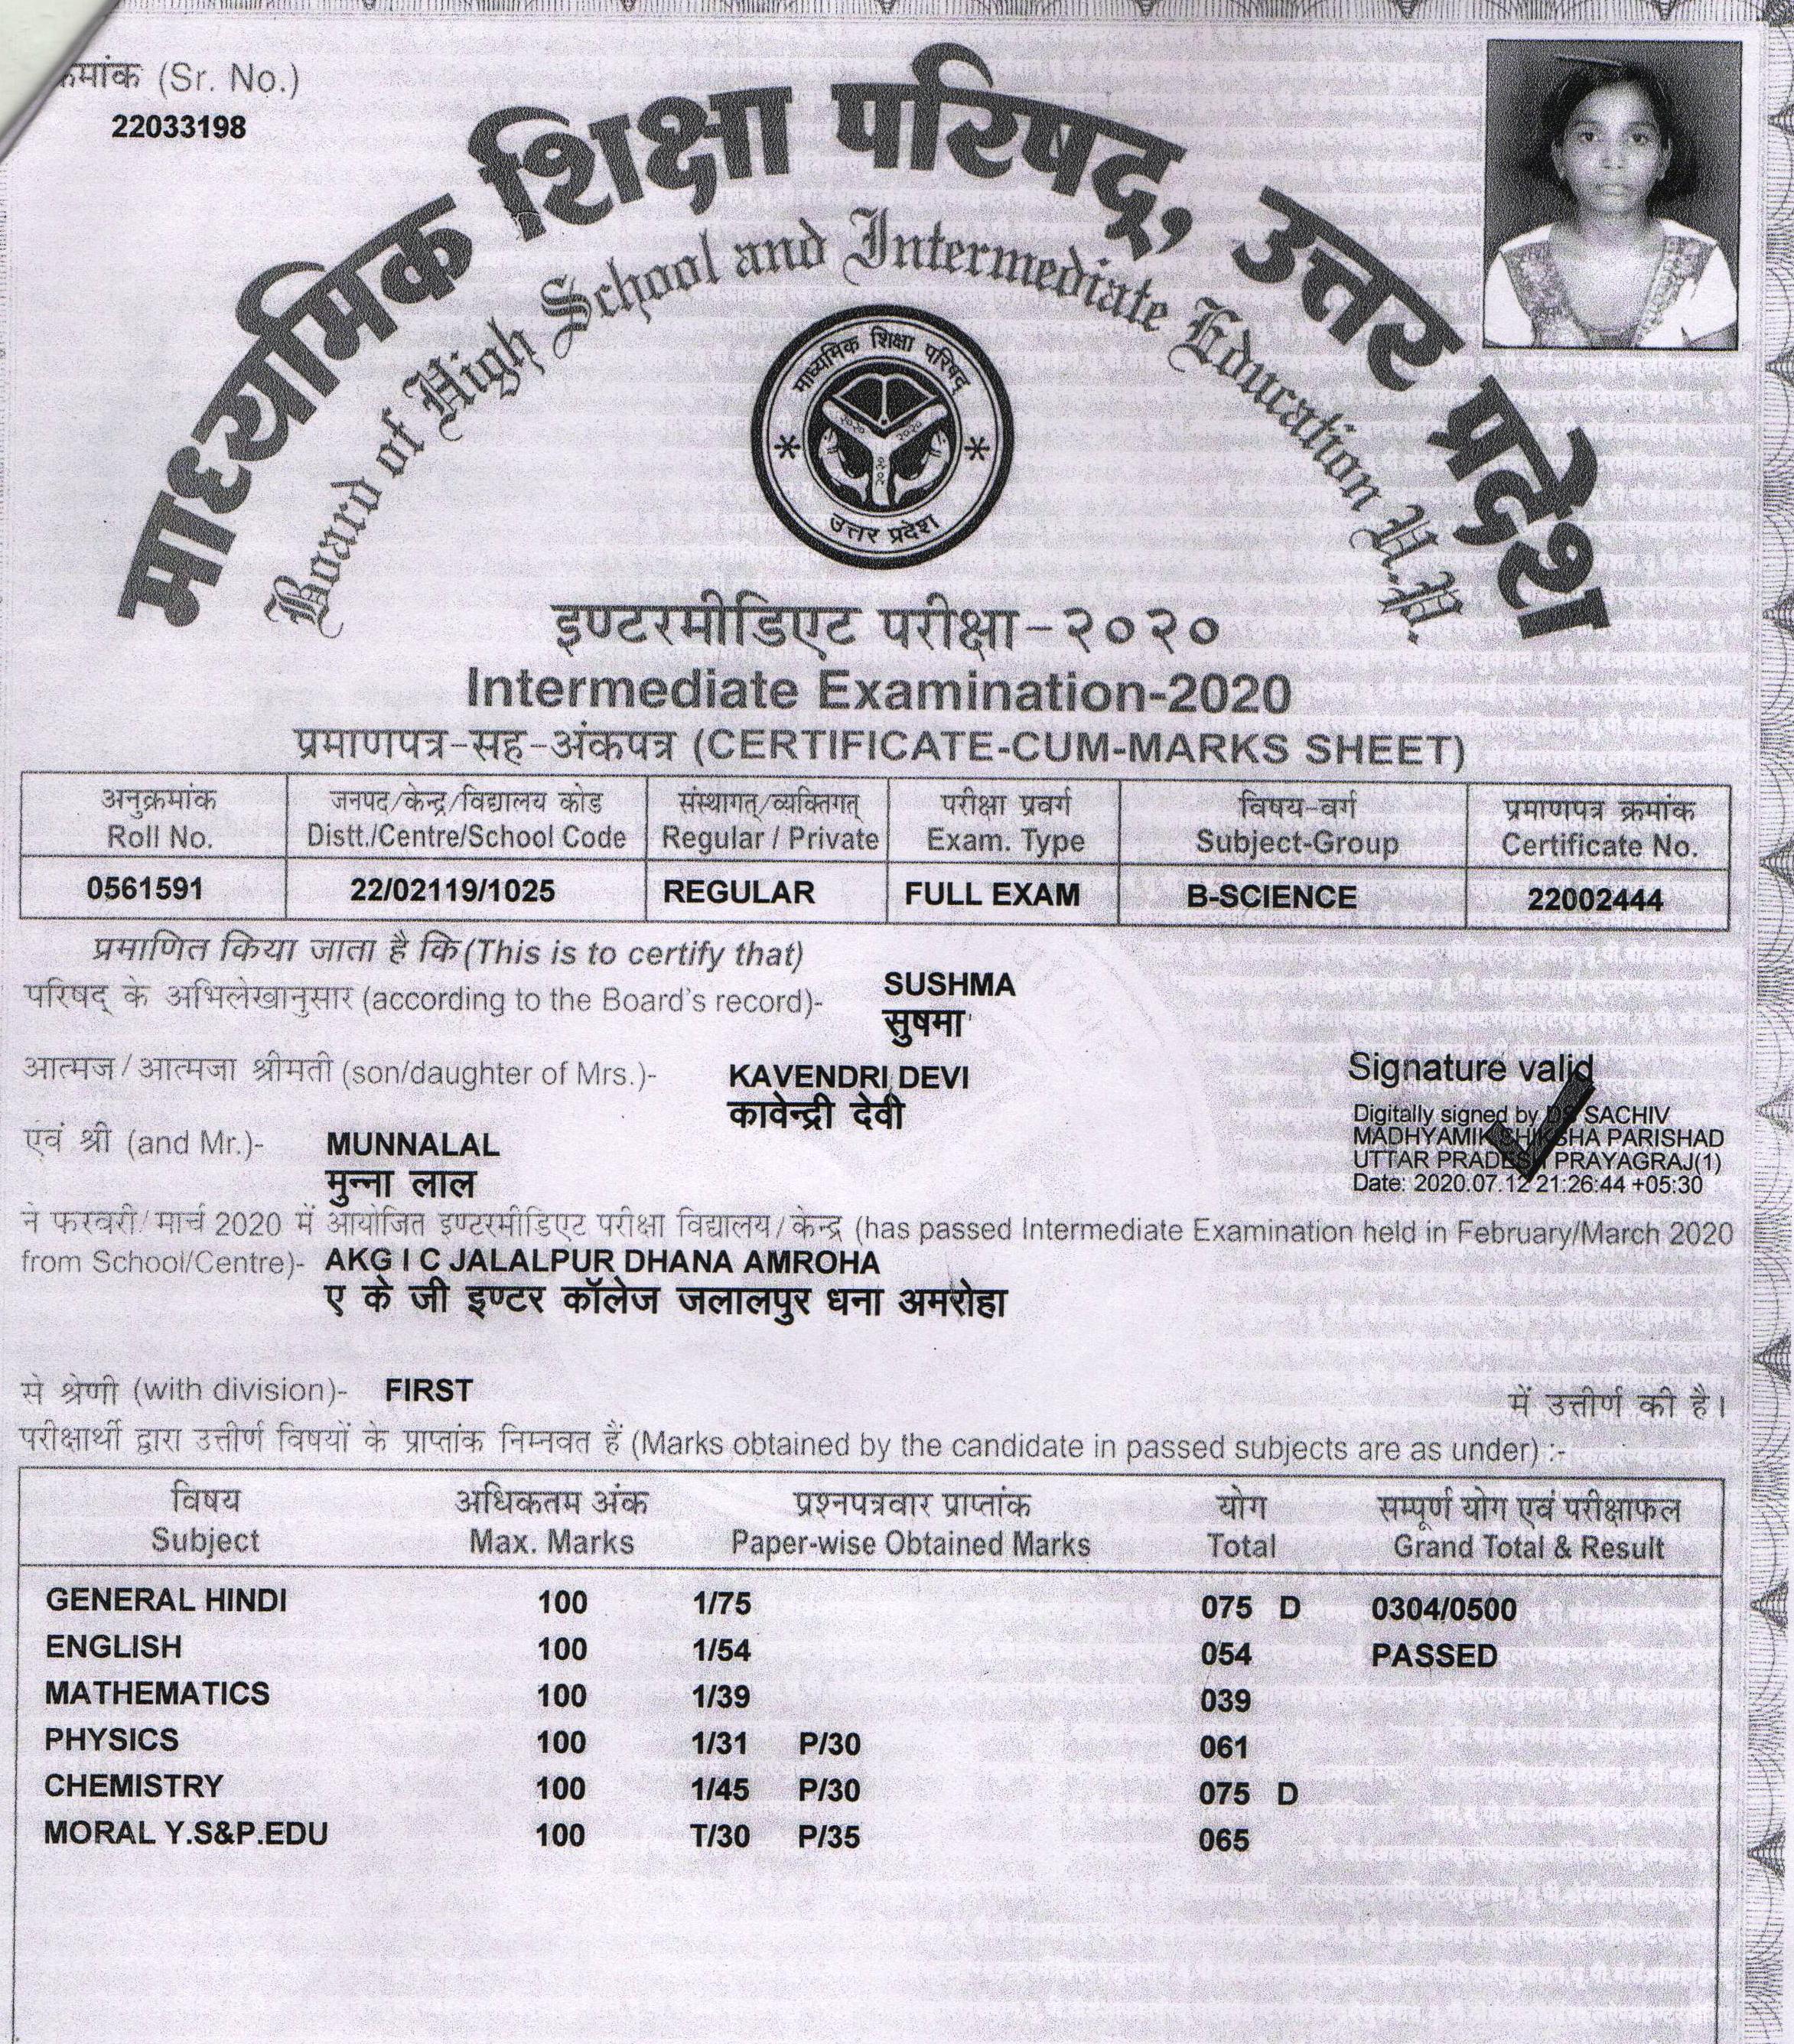 क्रमांक (Sr. No.)
22033198
माध्यमिक शिक्षा परिषद्, उत्तर प्रदेश
Board of High School and Intermediate Education U.P.
माध्यमिक शिक्षा परिषद्
उत्तर प्रदेश
इण्टरमीडिएट परीक्षा-२०२०
Intermediate Examination-2020
प्रमाणपत्र-सह-अंकपत्र (CERTIFICATE-CUM-MARKS SHEET)
अनुक्रमांक जनपद/केन्द्र/विद्यालय कोड संस्थागत्/व्यक्तिगत् परीक्षा प्रवर्ग विषय-वर्ग प्रमाणपत्र क्रमांक
Roll No. Distt./Centre/School Code Regular / Private Exam. Type Subject-Group Certificate No.
0561591 22/02119/1025 REGULAR FULL EXAM B-SCIENCE 22002444
प्रमाणित किया जाता है कि (This is to certify that)
परिषद् के अभिलेखानुसार (according to the Board's record)- SUSHMA
सुषमा
आत्मज/आत्मजा श्रीमती (son/daughter of Mrs.)- KAVENDRI DEVI
कावेन्द्री देवी
एवं श्री (and Mr.)- MUNNALAL
मुन्ना लाल
Signature valid
Digitally signed by DS SACHIV
MADHYAMIK SHIKSHA PARISHAD
UTTAR PRADESH PRAYAGRAJ(1)
Date: 2020.07.12 21:26:44 +05:30
ने फरवरी/मार्च 2020 में आयोजित इण्टरमीडिएट परीक्षा विद्यालय/केन्द्र (has passed Intermediate Examination held in February/March 2020
from School/Centre)- AKG I C JALALPUR DHANA AMROHA
ए के जी इण्टर कॉलेज जलालपुर धना अमरोहा
से श्रेणी (with division)- FIRST में उत्तीर्ण की है।
परीक्षार्थी द्वारा उत्तीर्ण विषयों के प्राप्तांक निम्नवत हैं (Marks obtained by the candidate in passed subjects are as under) :-
विषय अधिकतम अंक प्रश्नपत्रवार प्राप्तांक योग सम्पूर्ण योग एवं परीक्षाफल
Subject Max. Marks Paper-wise Obtained Marks Total Grand Total & Result
GENERAL HINDI 100 1/75 075 D 0304/0500
ENGLISH 100 1/54 054 PASSED
MATHEMATICS 100 1/39 039
PHYSICS 100 1/31 P/30 061
CHEMISTRY 100 1/45 P/30 075 D
MORAL Y.S&P.EDU 100 T/30 P/35 065